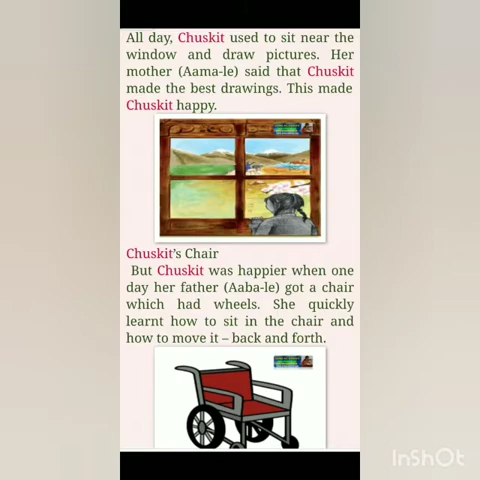 All day, Chuskit used to sit near the
window and draw pictures. Her
mother (Aama-le) said that Chuskit
made the best drawings. This made
Chuskit happy.
Chuskit's Chair
But Chuskit was happier when one
day her father (Aaba-le) got a chair
which had wheels. She quickly
learnt how to sit in the chair and
how to move it – back and forth.
InShOt